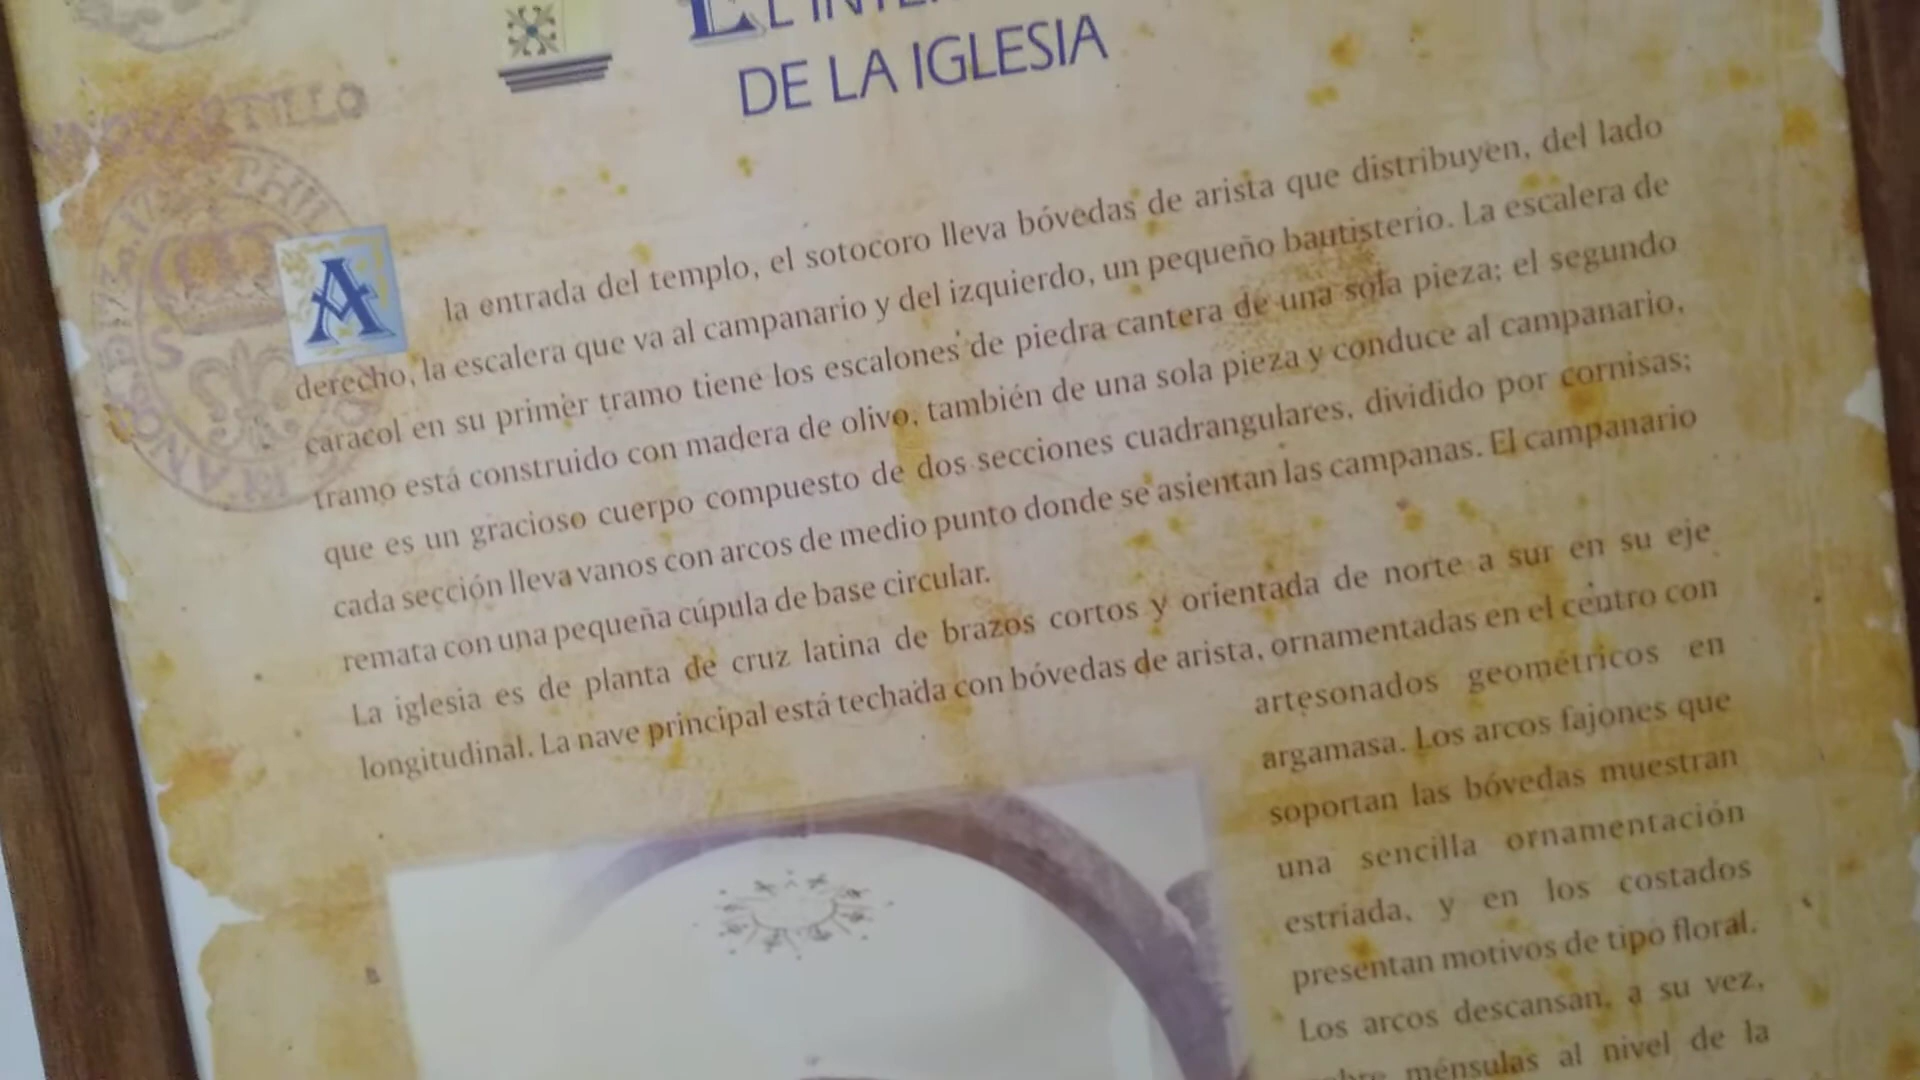 EL
DE LA IGLESIA
TILLO
A la entrada del templo, el sotocoro lleva bóvedas de arista que distribuyen, del lado
derecho, la escalera que va al campanario y del izquierdo, un pequeño bautisterio. La escalera de
caracol en su primer tramo tiene los escalones de piedra cantera de una sola pieza; el segundo
tramo está construido con madera de olivo, también de una sola pieza y conduce al campanario,
que es un gracioso cuerpo compuesto de dos secciones cuadrangulares, dividido por cornisas;
cada sección lleva vanos con arcos de medio punto donde se asientan las campanas. El campanario
remata con una pequeña cúpula de base circular.
La iglesia es de planta de cruz latina de brazos cortos y orientada de norte a sur en su eje
longitudinal. La nave principal está techada con bóvedas de arista, ornamentadas en el centro con
artesonados geométricos en
argamasa. Los arcos fajones que
soportan las bóvedas muestran
una sencilla ornamentación
estriada, y en los costados
presentan motivos de tipo floral.
Los arcos descansan, a su vez,
ménsulas al nivel de la